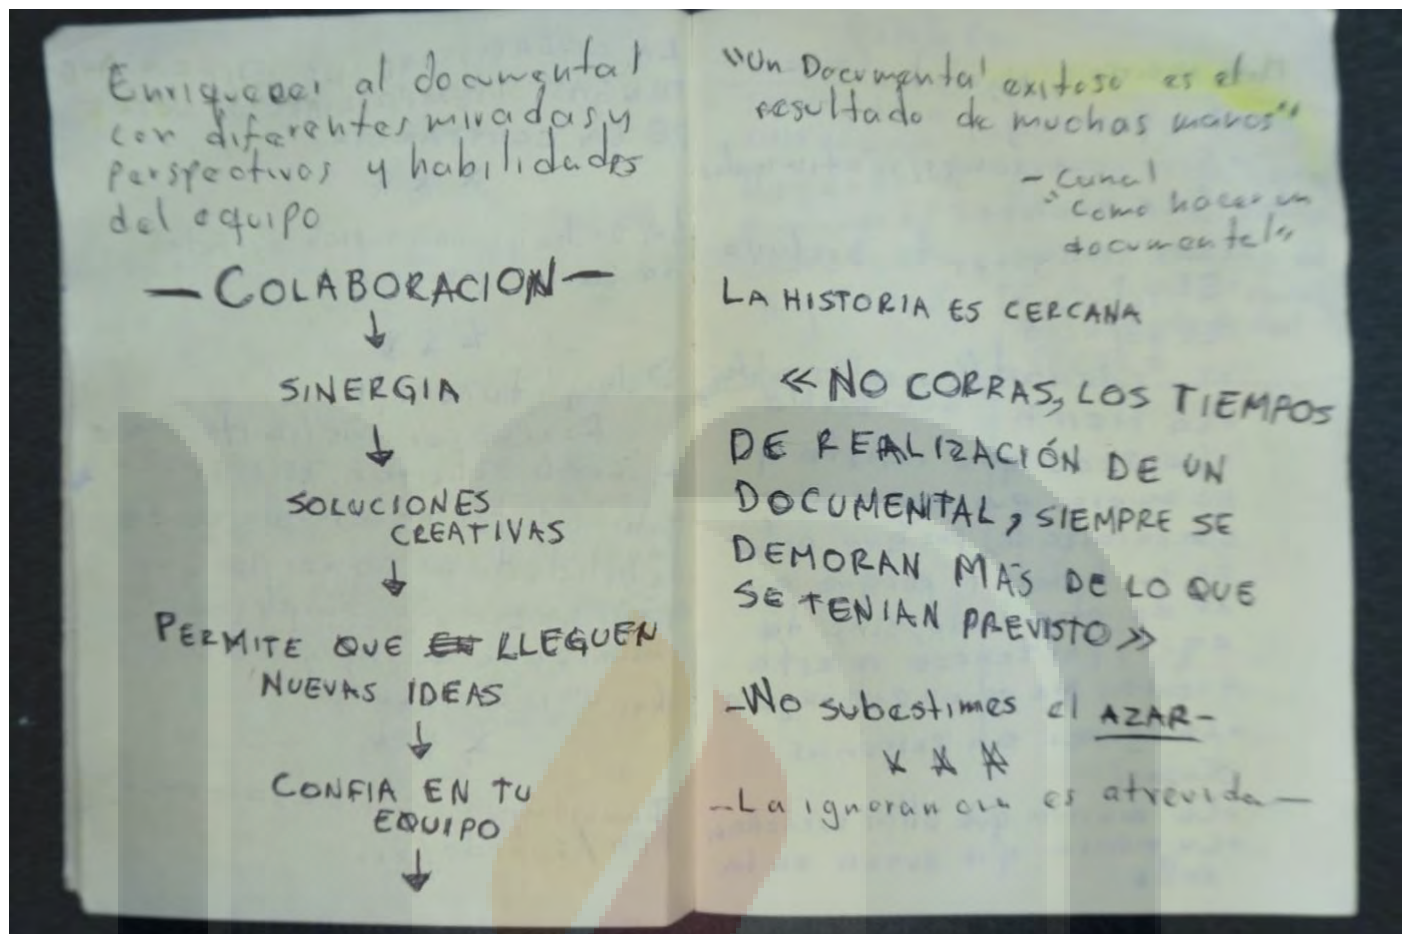 Enriquecer al documental
con diferentes miradas, y
perspectivas y habilidades
del equipo
— COLABORACION —
↓
SINERGIA
↓
SOLUCIONES
CREATIVAS
↓
PERMITE QUE LLEGUEN
NUEVAS IDEAS
↓
CONFIA EN TU
EQUIPO
↓
"Un Documental exitoso es el
resultado de muchas manos"
- Cunal
"Como hacer un
documental"
LA HISTORIA ES CERCANA
« NO CORRAS, LOS TIEMPOS
DE REALIZACIÓN DE UN
DOCUMENTAL, SIEMPRE SE
DEMORAN MÁS DE LO QUE
SE TENIAN PREVISTO »
- No subestimes el AZAR -
- La ignorancia es atrevida -